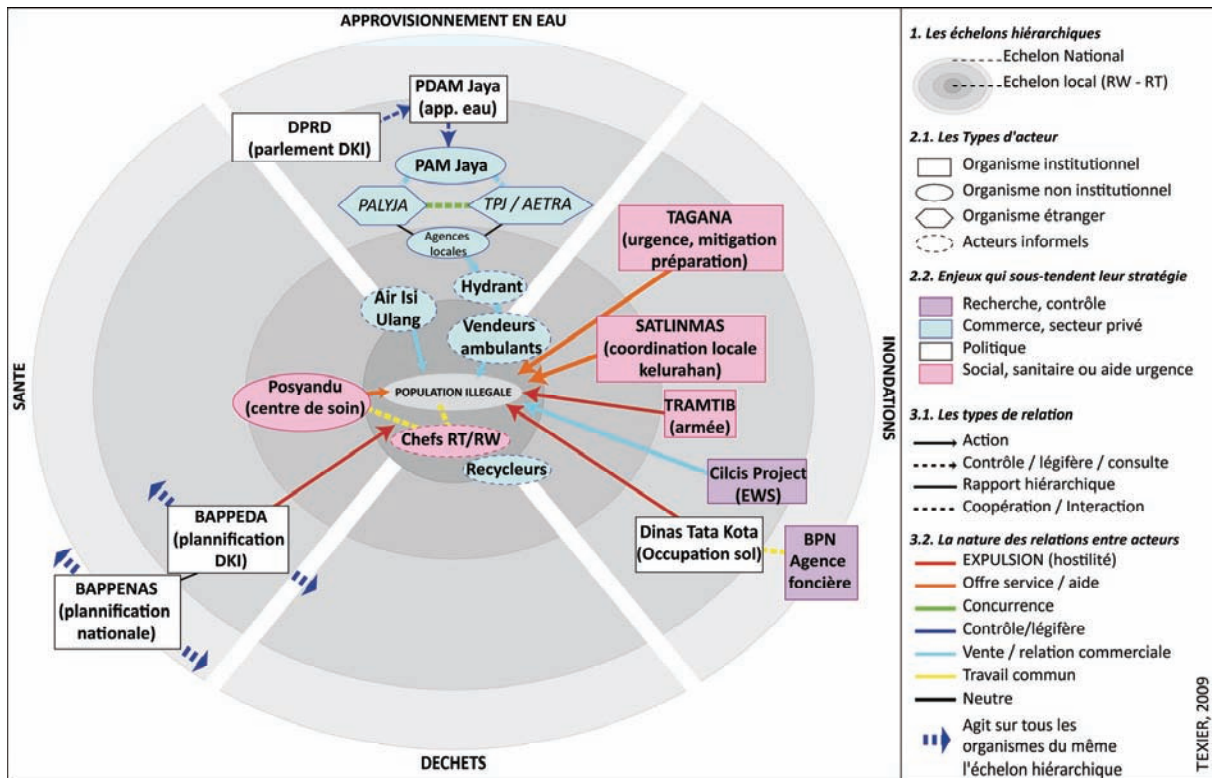 APPROVISIONNEMENT EN EAU
PDAM Jaya
(app. eau)
DPRD
(parlement DKI)
PAM Jaya
PALYJA
TPJ / AETRA
Agences
locales
TAGANA
(urgence, mitigation
préparation)
Hydrant
Air Isi
Ulang
Vendeurs
ambulants
SATLINMAS
(coordination locale
kelurahan)
SANTE
INONDATIONS
POPULATION ILLEGALE
Posyandu
(centre de soin)
TRAMTIB
(armée)
Chefs RT/RW
Recycleurs
Cilcis Project
(EWS)
BAPPEDA
(plannification
DKI)
Dinas Tata Kota
(Occupation sol)
BPN
Agence
foncière
BAPPENAS
(plannification
nationale)
DECHETS
1. Les échelons hiérarchiques
Echelon National
Echelon local (RW - RT)
2.1. Les Types d'acteur
Organisme institutionnel
Organisme non institutionnel
Organisme étranger
Acteurs informels
2.2. Enjeux qui sous-tendent leur stratégie
Recherche, contrôle
Commerce, secteur privé
Politique
Social, sanitaire ou aide urgence
3.1. Les types de relation
Action
Contrôle / légifère / consulte
Rapport hiérarchique
Coopération / Interaction
3.2. La nature des relations entre acteurs
EXPULSION (hostilité)
Offre service / aide
Concurrence
Contrôle/légifère
Vente / relation commerciale
Travail commun
Neutre
Agit sur tous les
organismes du même
l'échelon hiérarchique
TEXIER, 2009